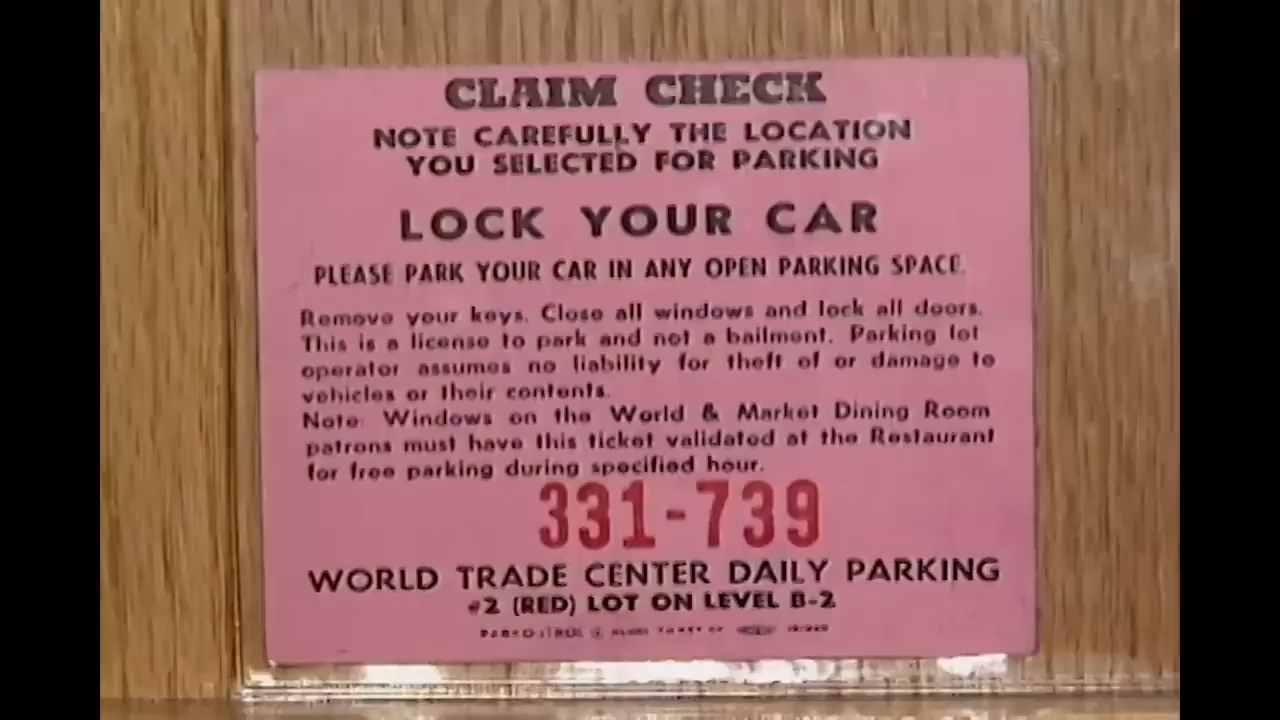 CLAIM CHECK
NOTE CAREFULLY THE LOCATION
YOU SELECTED FOR PARKING
LOCK YOUR CAR
PLEASE PARK YOUR CAR IN ANY OPEN PARKING SPACE.
Remove your keys. Close all windows and lock all doors.
This is a license to park and not a bailment. Parking lot
operator assumes no liability for theft of or damage to
vehicles or their contents.
Note: Windows on the World & Market Dining Room
patrons must have this ticket validated at the Restaurant
for free parking during specified hour.
331-739
WORLD TRADE CENTER DAILY PARKING
#2 (RED) LOT ON LEVEL B-2